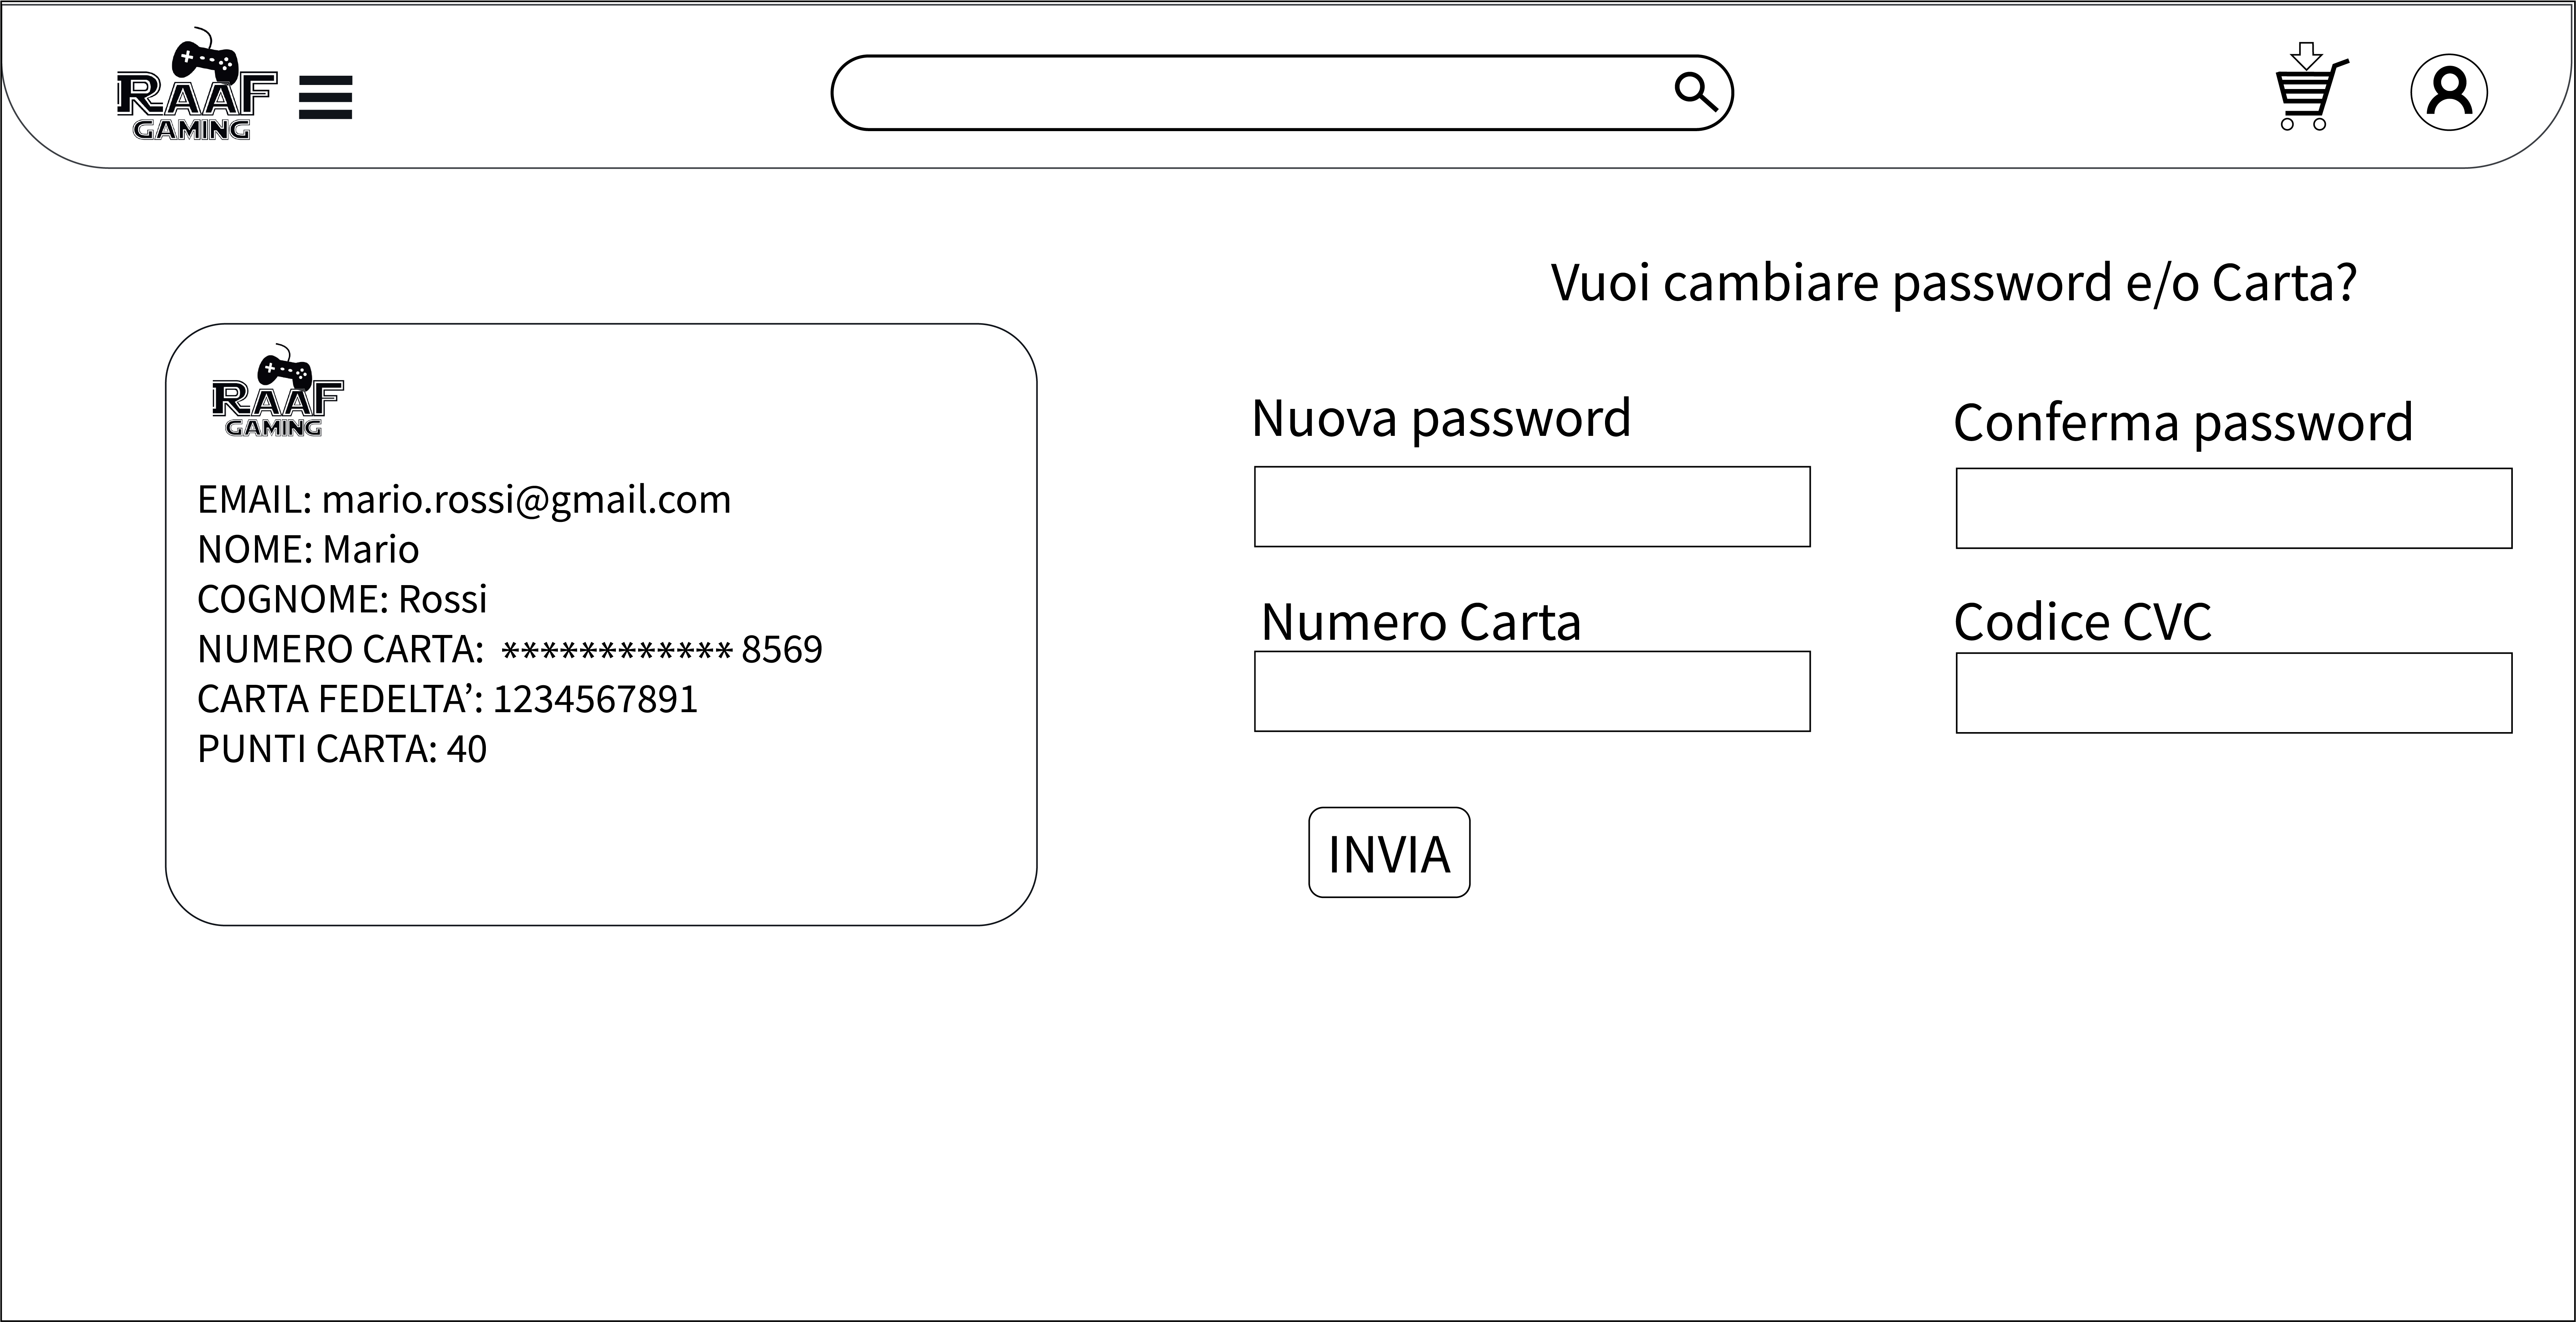 RAAF
GAMING
Vuoi cambiare password e/o Carta?
RAAF
GAMING
EMAIL: mario.rossi@gmail.com
NOME: Mario
COGNOME: Rossi
NUMERO CARTA: ************ 8569
CARTA FEDELTA’: 1234567891
PUNTI CARTA: 40
Nuova password
Conferma password
Numero Carta
Codice CVC
INVIA